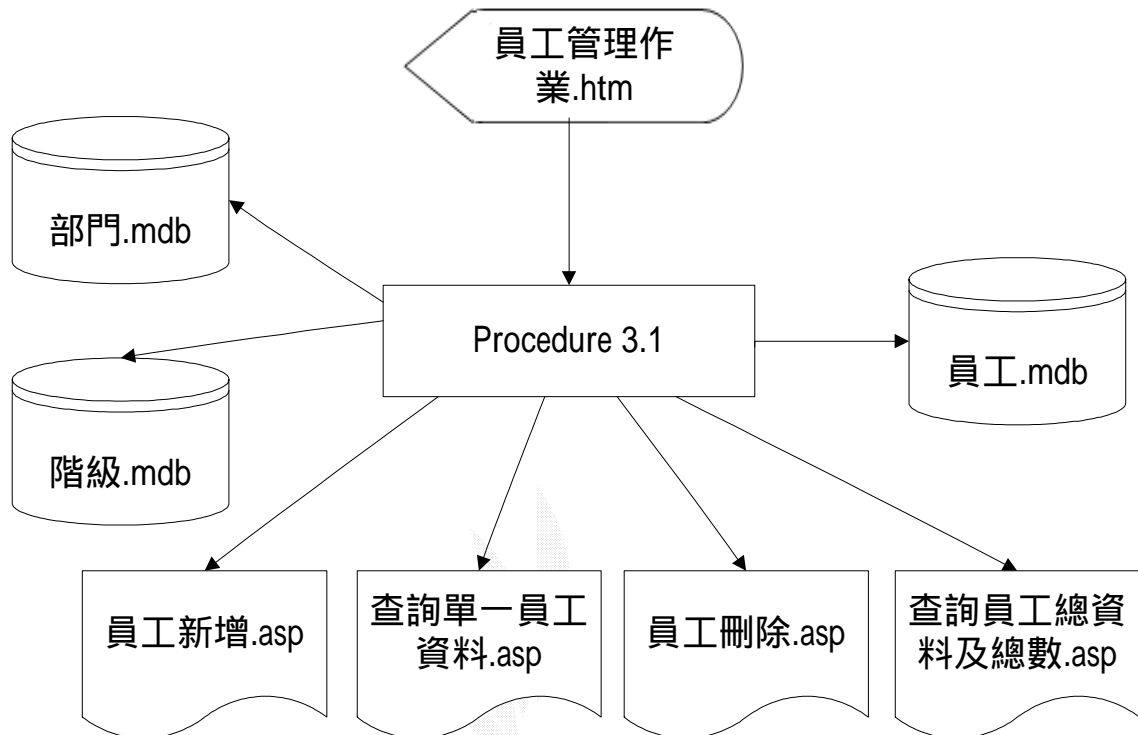 員工管理作
業.htm
部門.mdb
Procedure 3.1
員工.mdb
階級.mdb
員工新增.asp
查詢單一員工
資料.asp
員工刪除.asp
查詢員工總資
料及總數.asp